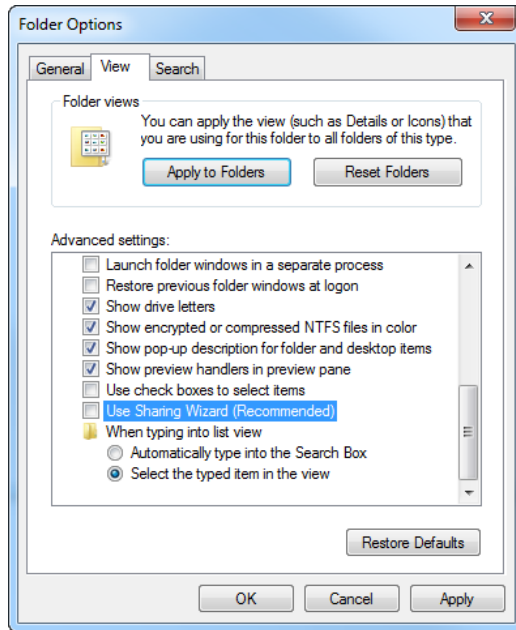 Folder Options
General
View
Search
Folder views
You can apply the view (such as Details or Icons) that
you are using for this folder to all folders of this type.
Apply to Folders
Reset Folders
Advanced settings:
Launch folder windows in a separate process
Restore previous folder windows at logon
Show drive letters
Show encrypted or compressed NTFS files in color
Show pop-up description for folder and desktop items
Show preview handlers in preview pane
Use check boxes to select items
Use Sharing Wizard (Recommended)
When typing into list view
Automatically type into the Search Box
Select the typed item in the view
Restore Defaults
OK
Cancel
Apply